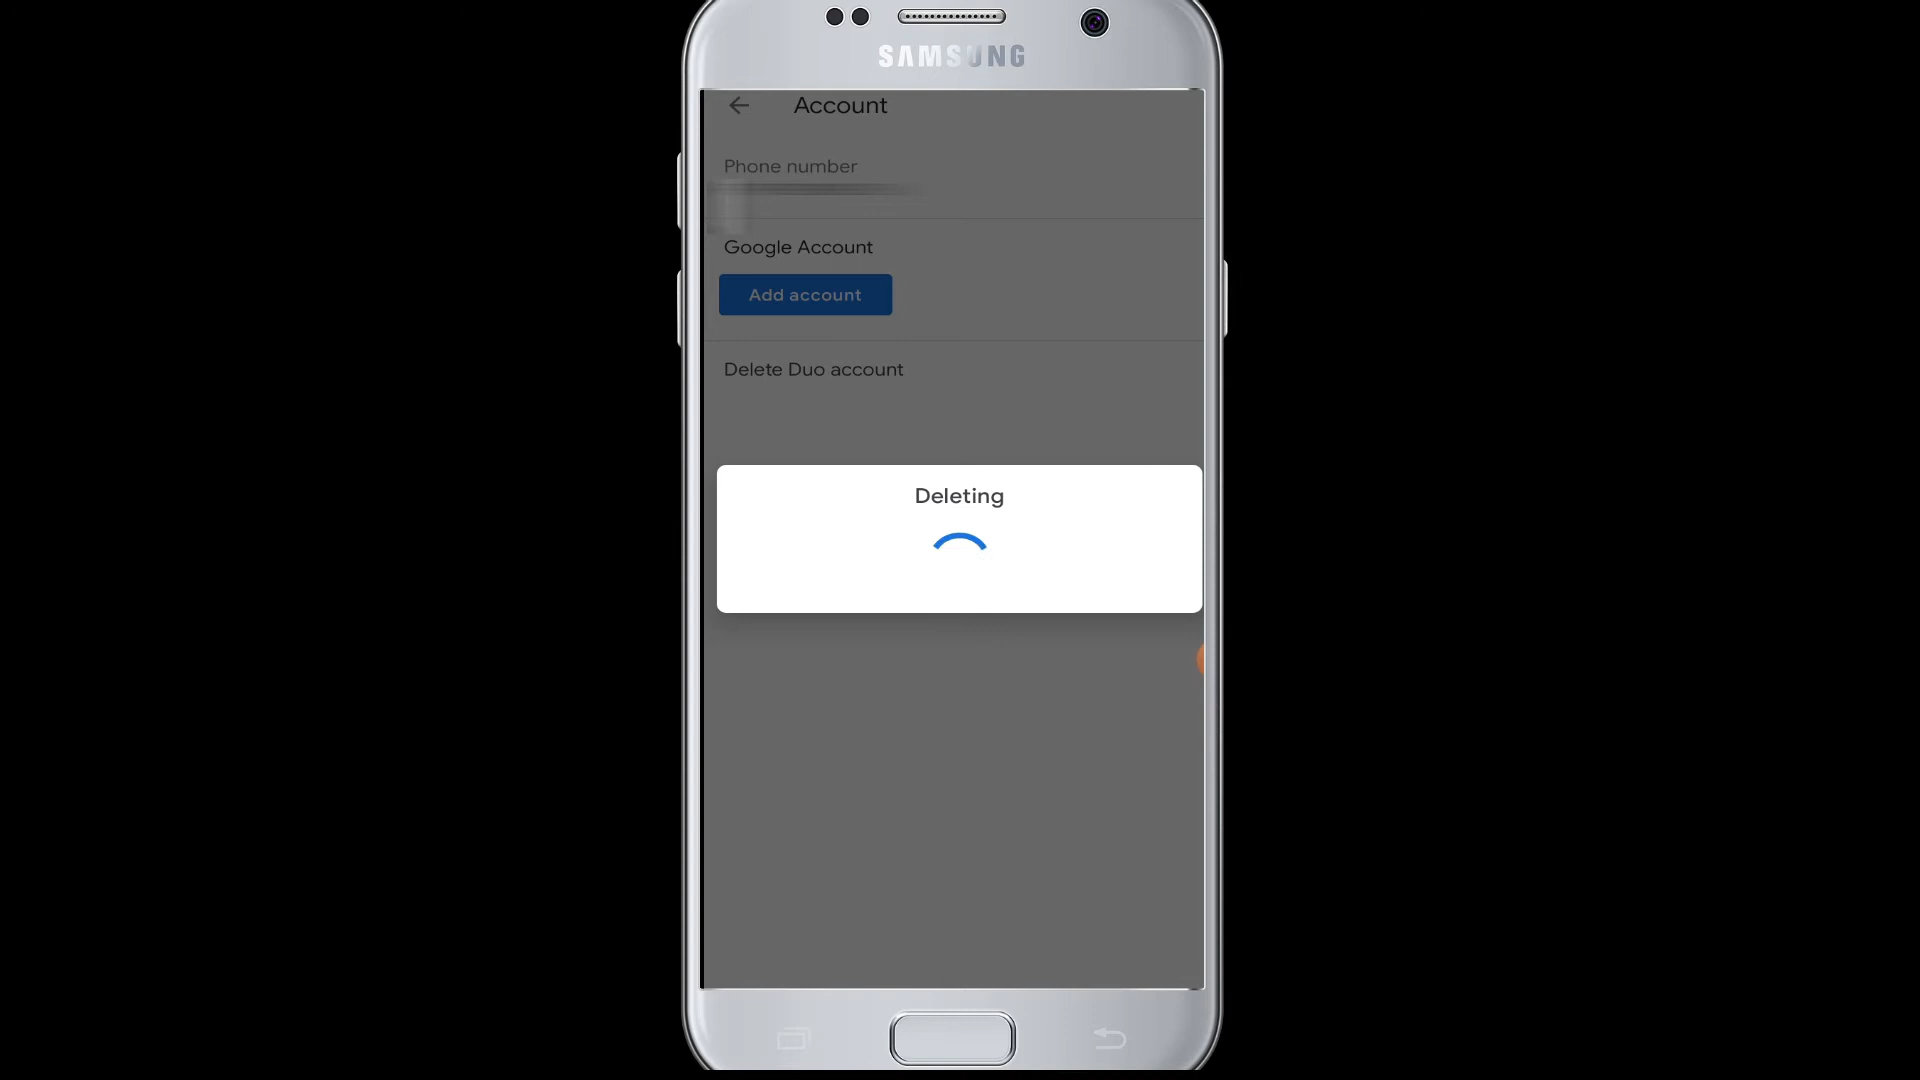 SAMSUNG
Account
Phone number
Google Account
Add account
Delete Duo account
Deleting